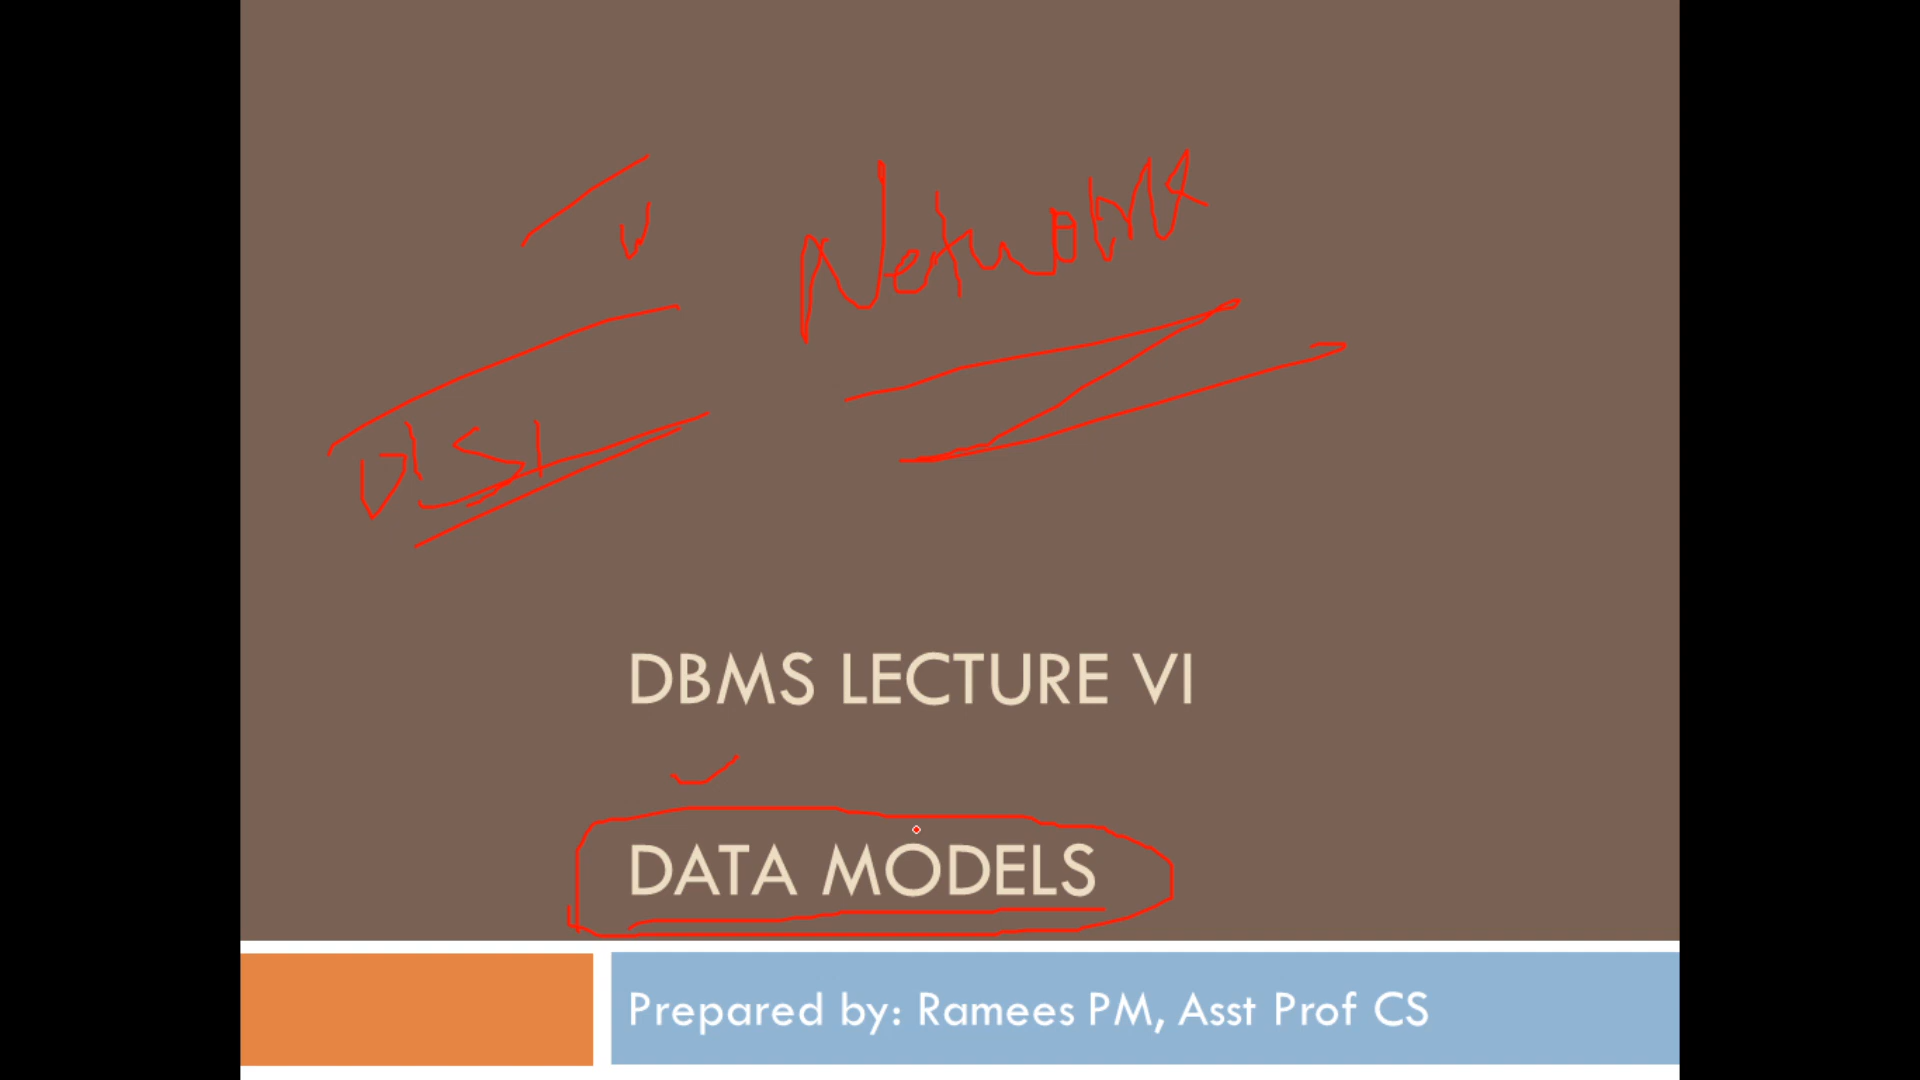 Network
DBMS LECTURE VI
DATA MODELS
Prepared by: Ramees PM, Asst Prof CS